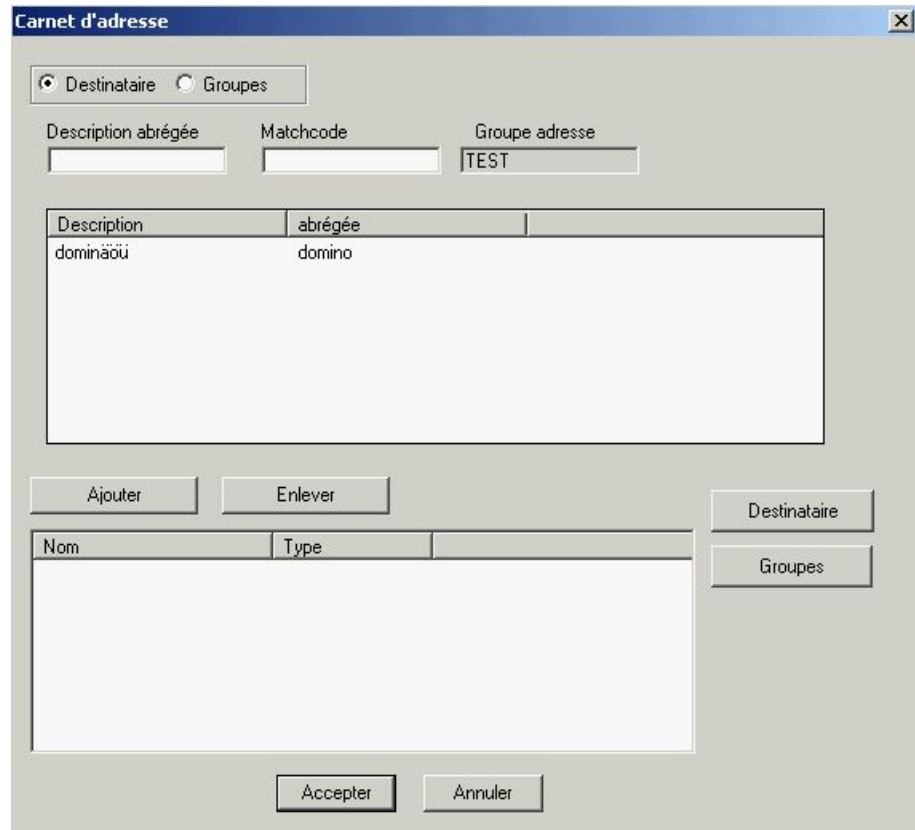 Carnet d'adresse
Destinataire Groupes
Description abrégée Matchcode Groupe adresse
TEST
Description abrégée
dominäöü domino
Ajouter Enlever
Destinataire
Nom Type
Groupes
Accepter Annuler